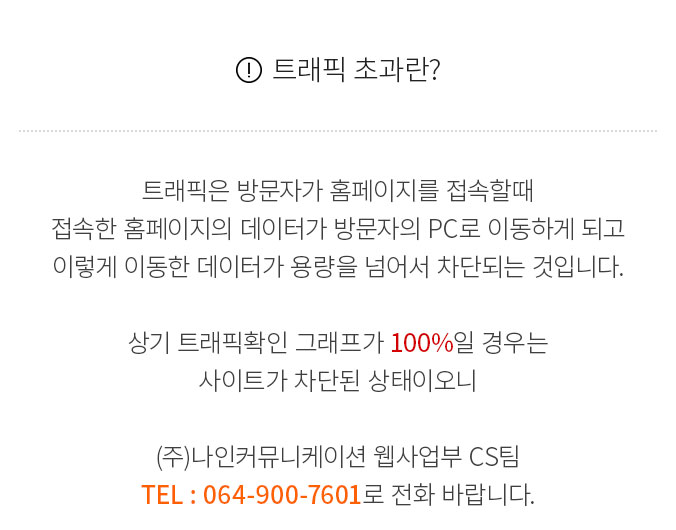 트래픽 초과란?
트래픽은 방문자가 홈페이지를 접속할때
접속한 홈페이지의 데이터가 방문자의 PC로 이동하게 되고
이렇게 이동한 데이터가 용량을 넘어서 차단되는 것입니다.
상기 트래픽확인 그래프가 100%일 경우는
사이트가 차단된 상태이오니
(주)나인커뮤니케이션 웹사업부 CS팀
TEL : 064-900-7601로 전화 바랍니다.